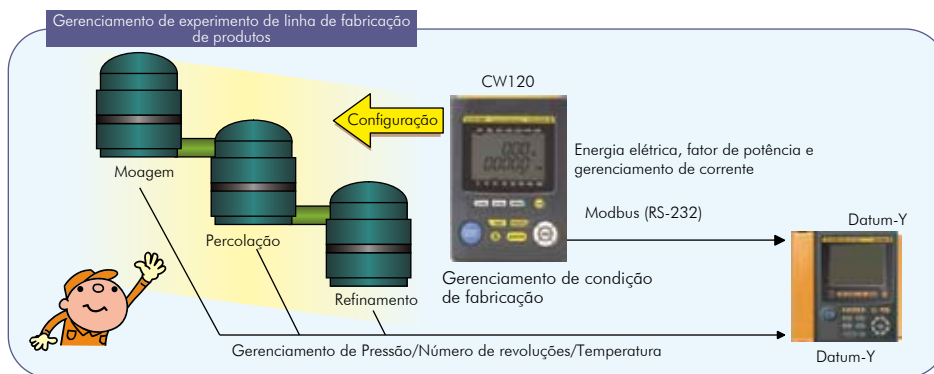 Gerenciamento de experimento de linha de fabricação
de produtos
CW120
Configuração
Moagem
Energia elétrica, fator de potência e
gerenciamento de corrente
Modbus (RS-232)
Datum-Y
Percolação
Gerenciamento de condição
de fabricação
Refinamento
Gerenciamento de Pressão/Número de revoluções/Temperatura
Datum-Y